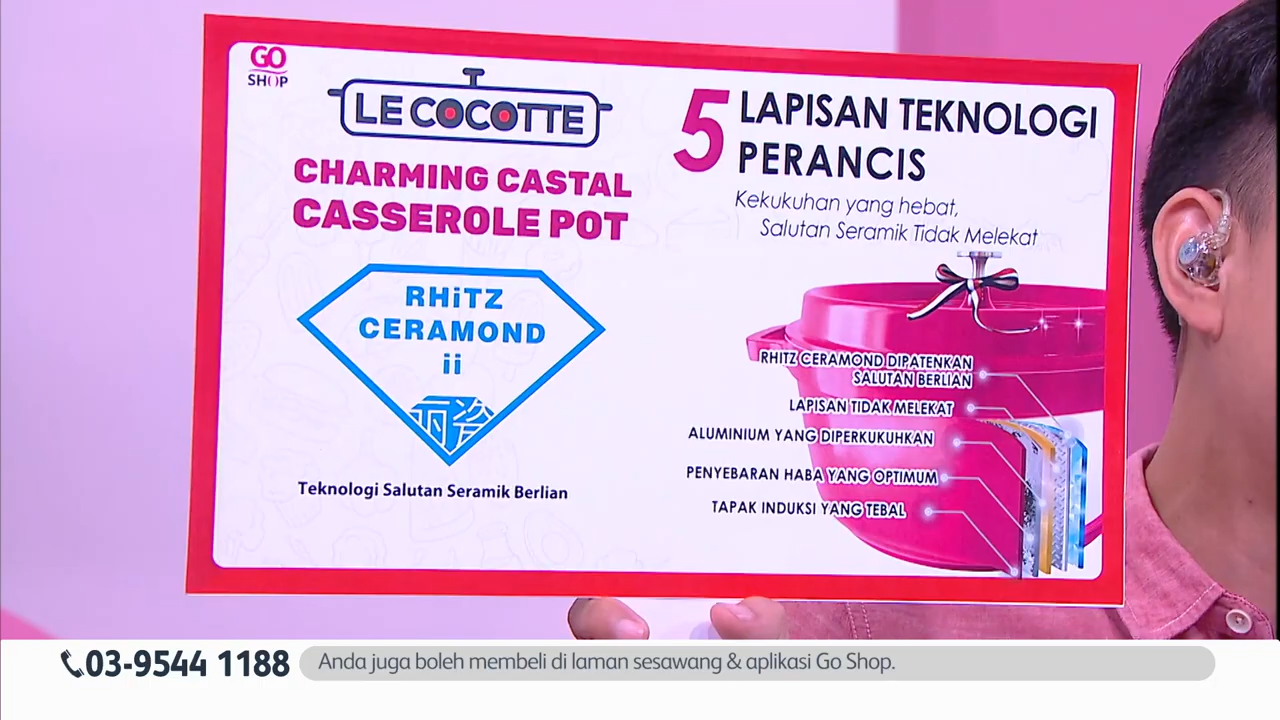 GO
SHOP
LE COCOTTE
CHARMING CASTAL
CASSEROLE POT
RHiTZ
CERAMOND
ii
Teknologi Salutan Seramik Berlian
5 LAPISAN TEKNOLOGI
PERANCIS
Kekukuhan yang hebat,
Salutan Seramik Tidak Melekat
RHITZ CERAMOND DIPATENKAN
SALUTAN BERLIAN
LAPISAN TIDAK MELEKAT
ALUMINIUM YANG DIPERKUKUHKAN
PENYEBARAN HABA YANG OPTIMUM
TAPAK INDUKSI YANG TEBAL
03-9544 1188
Anda juga boleh membeli di laman sesawang & aplikasi Go Shop.